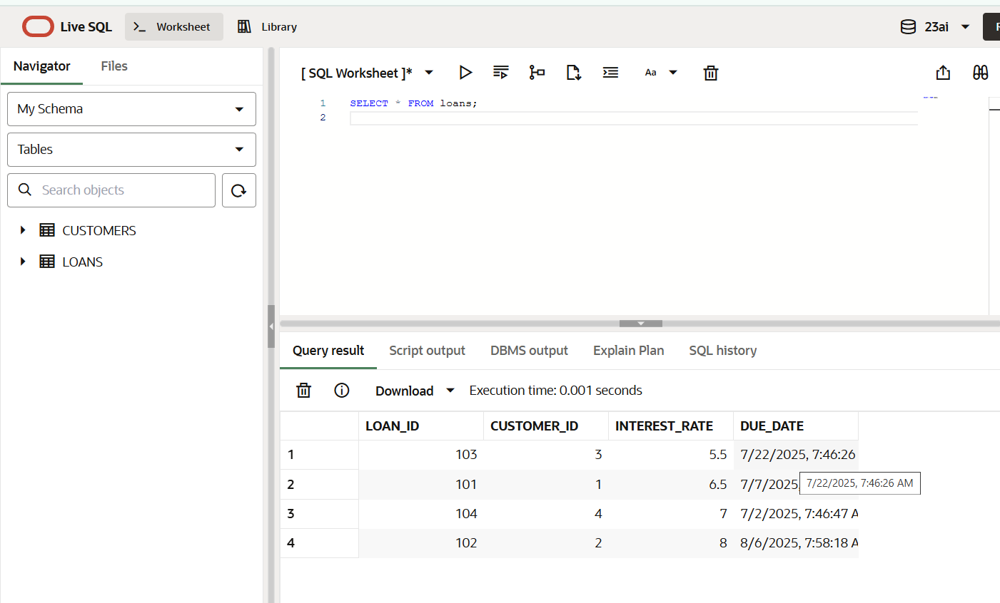 Live SQL Worksheet Library 23ai
Navigator Files
My Schema
Tables
Search objects
CUSTOMERS
LOANS
[ SQL Worksheet ]* Aa
1 SELECT * FROM loans;
2
Query result Script output DBMS output Explain Plan SQL history
Download Execution time: 0.001 seconds
LOAN_ID CUSTOMER_ID INTEREST_RATE DUE_DATE
1 103 3 5.5 7/22/2025, 7:46:26
2 101 1 6.5 7/7/2025,
7/22/2025, 7:46:26 AM
3 104 4 7 7/2/2025, 7:46:47 A
4 102 2 8 8/6/2025, 7:58:18 A